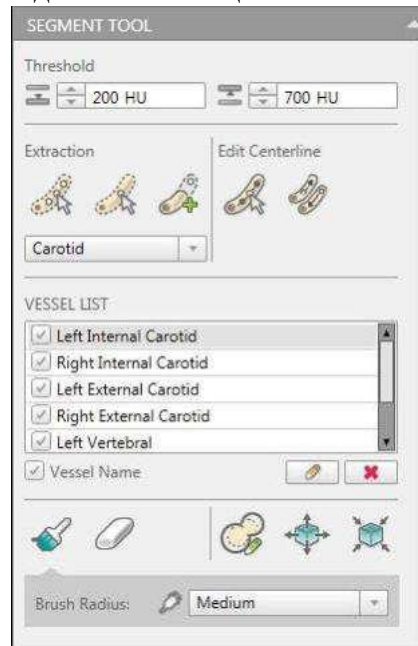 SEGMENT TOOL
Threshold
200 HU
700 HU
Extraction
Edit Centerline
Carotid
VESSEL LIST
Left Internal Carotid
Right Internal Carotid
Left External Carotid
Right External Carotid
Left Vertebral
Vessel Name
Brush Radius:
Medium